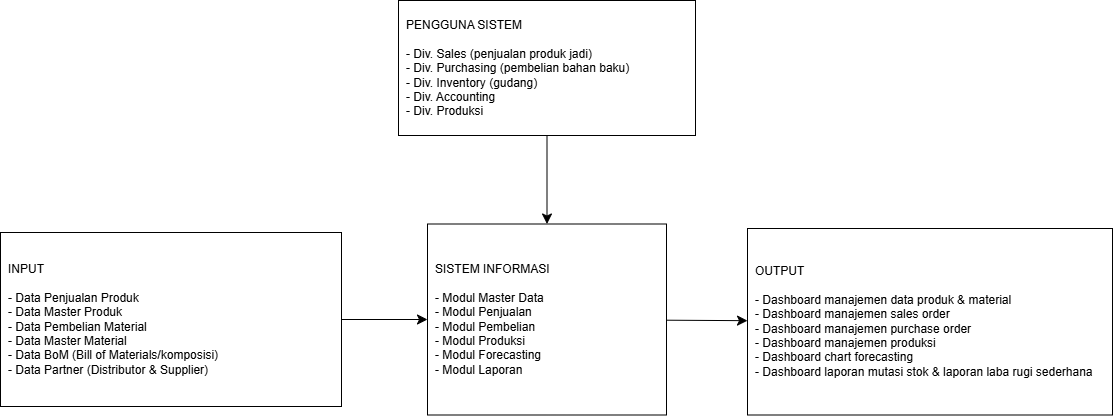 PENGGUNA SISTEM
- Div. Sales (penjualan produk jadi)
- Div. Purchasing (pembelian bahan baku)
- Div. Inventory (gudang)
- Div. Accounting
- Div. Produksi
INPUT
- Data Penjualan Produk
- Data Master Produk
- Data Pembelian Material
- Data Master Material
- Data BoM (Bill of Materials/komposisi)
- Data Partner (Distributor & Supplier)
SISTEM INFORMASI
- Modul Master Data
- Modul Penjualan
- Modul Pembelian
- Modul Produksi
- Modul Forecasting
- Modul Laporan
OUTPUT
- Dashboard manajemen data produk & material
- Dashboard manajemen sales order
- Dashboard manajemen purchase order
- Dashboard manajemen produksi
- Dashboard chart forecasting
- Dashboard laporan mutasi stok & laporan laba rugi sederhana